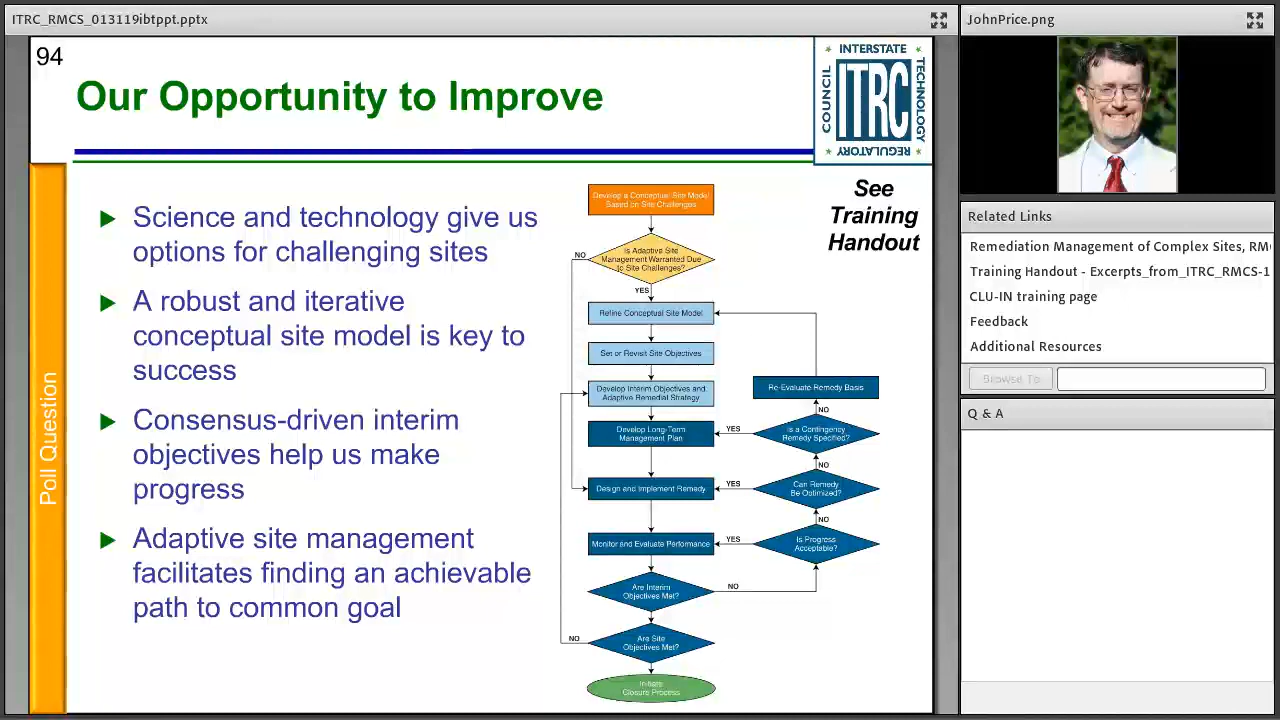 ITRC_RMCS_013119ibtppt.pptx
94
Our Opportunity to Improve
INTERSTATE
TECHNOLOGY
REGULATORY
COUNCIL
ITRC
Poll Question
Science and technology give us
options for challenging sites
A robust and iterative
conceptual site model is key to
success
Consensus-driven interim
objectives help us make
progress
Adaptive site management
facilitates finding an achievable
path to common goal
See
Training
Handout
Develop a Conceptual Site Model
Based on Site Challenges
Is Adaptive Site
Management Warranted Due
to Site Challenges?
NO
YES
Refine Conceptual Site Model
Set or Revisit Site Objectives
Develop Interim Objectives and
Adaptive Remedial Strategy
Re-Evaluate Remedy Basis
NO
Develop Long-Term
Management Plan
YES
Is a Contingency
Remedy Specified?
NO
Design and Implement Remedy
YES
Can Remedy
Be Optimized?
NO
Monitor and Evaluate Performance
YES
Is Progress
Acceptable?
Are Interim
Objectives Met?
NO
NO
Are Site
Objectives Met?
Initiate
Closure Process
JohnPrice.png
Related Links
Remediation Management of Complex Sites, RM
Training Handout - Excerpts_from_ITRC_RMCS-1
CLU-IN training page
Feedback
Additional Resources
Browse To
Q & A